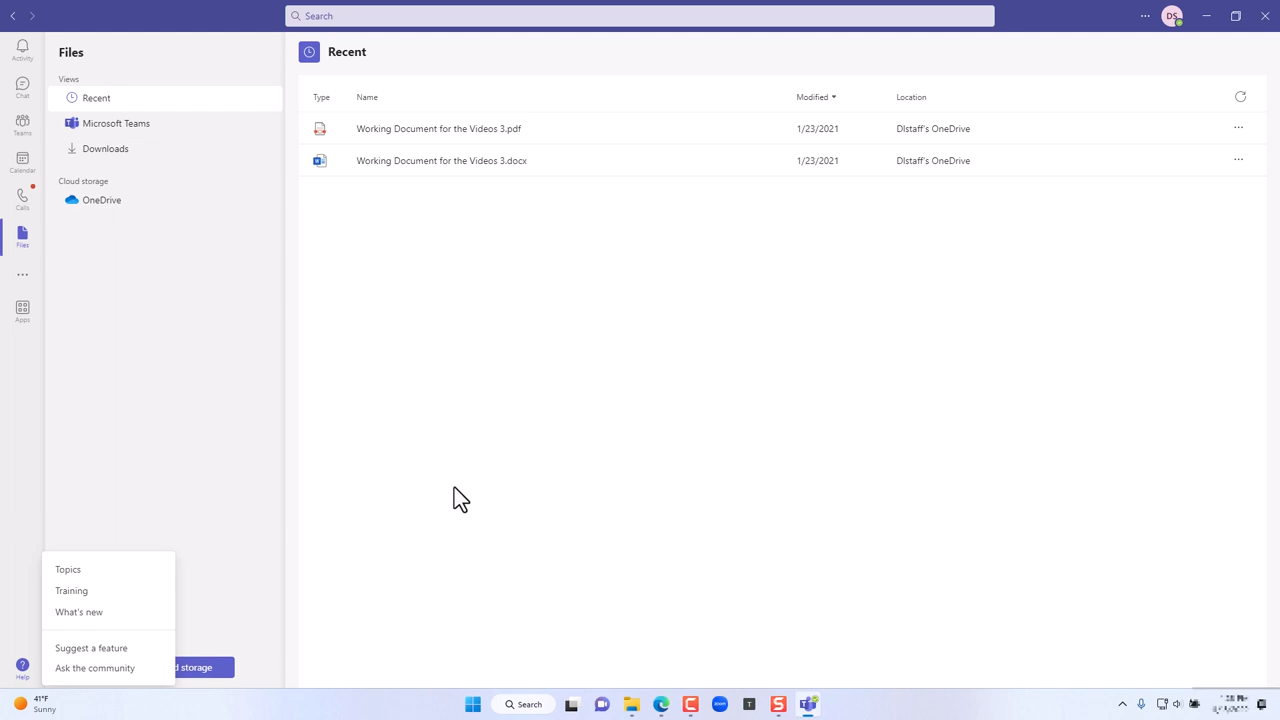 Search
DS
Activity
Chat
Teams
Calendar
Calls
Files
Apps
Help
Files
Views
Recent
Microsoft Teams
Downloads
Cloud storage
OneDrive
Recent
Type Name Modified Location
Working Document for the Videos 3.pdf 1/23/2021 DIstaff's OneDrive
Working Document for the Videos 3.docx 1/23/2021 DIstaff's OneDrive
Topics
Training
What's new
Suggest a feature
Ask the community
d storage
41°F
Sunny
Search
zoom
T
S